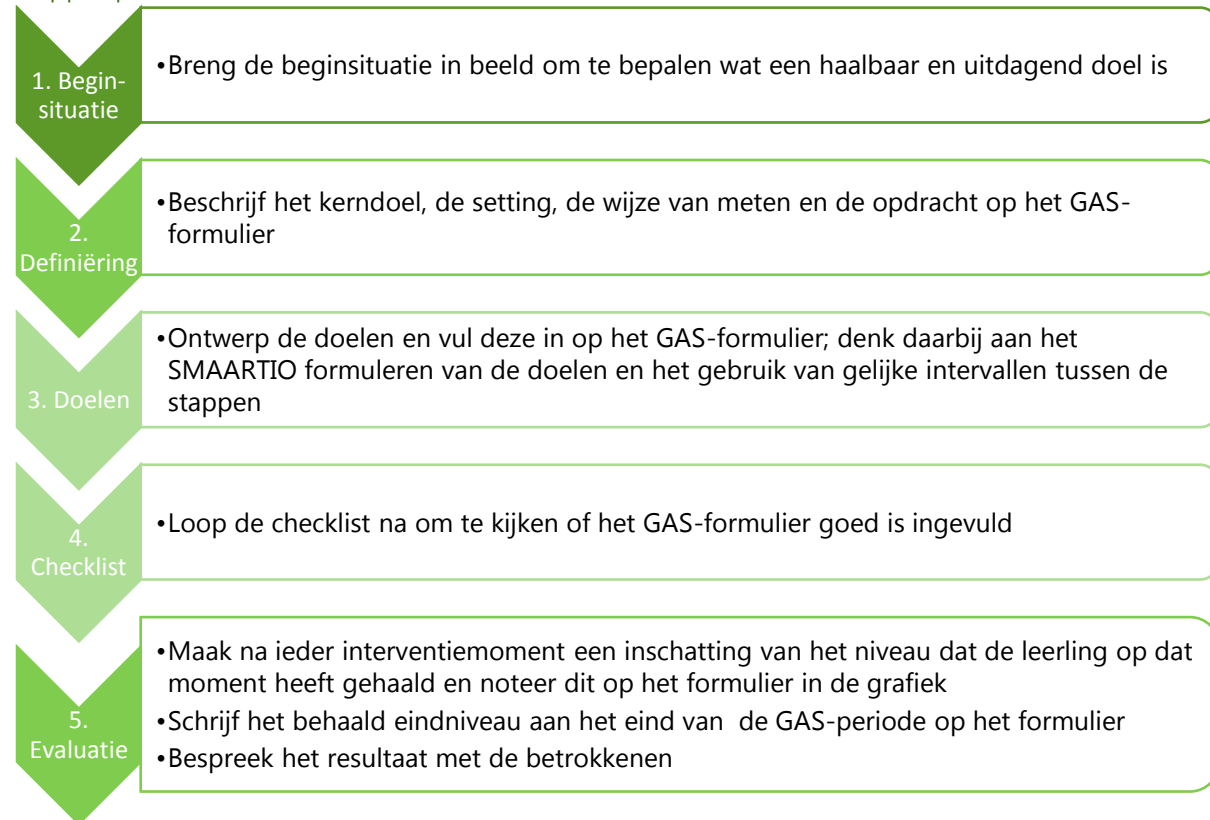 1. Begin-
situatie
•Breng de beginsituatie in beeld om te bepalen wat een haalbaar en uitdagend doel is
2.
Definiëring
•Beschrijf het kerndoel, de setting, de wijze van meten en de opdracht op het GAS-
formulier
3. Doelen
•Ontwerp de doelen en vul deze in op het GAS-formulier; denk daarbij aan het
SMAARTIO formuleren van de doelen en het gebruik van gelijke intervallen tussen de
stappen
4.
Checklist
•Loop de checklist na om te kijken of het GAS-formulier goed is ingevuld
5.
Evaluatie
•Maak na ieder interventiemoment een inschatting van het niveau dat de leerling op dat
moment heeft gehaald en noteer dit op het formulier in de grafiek
•Schrijf het behaald eindniveau aan het eind van  de GAS-periode op het formulier
•Bespreek het resultaat met de betrokkenen